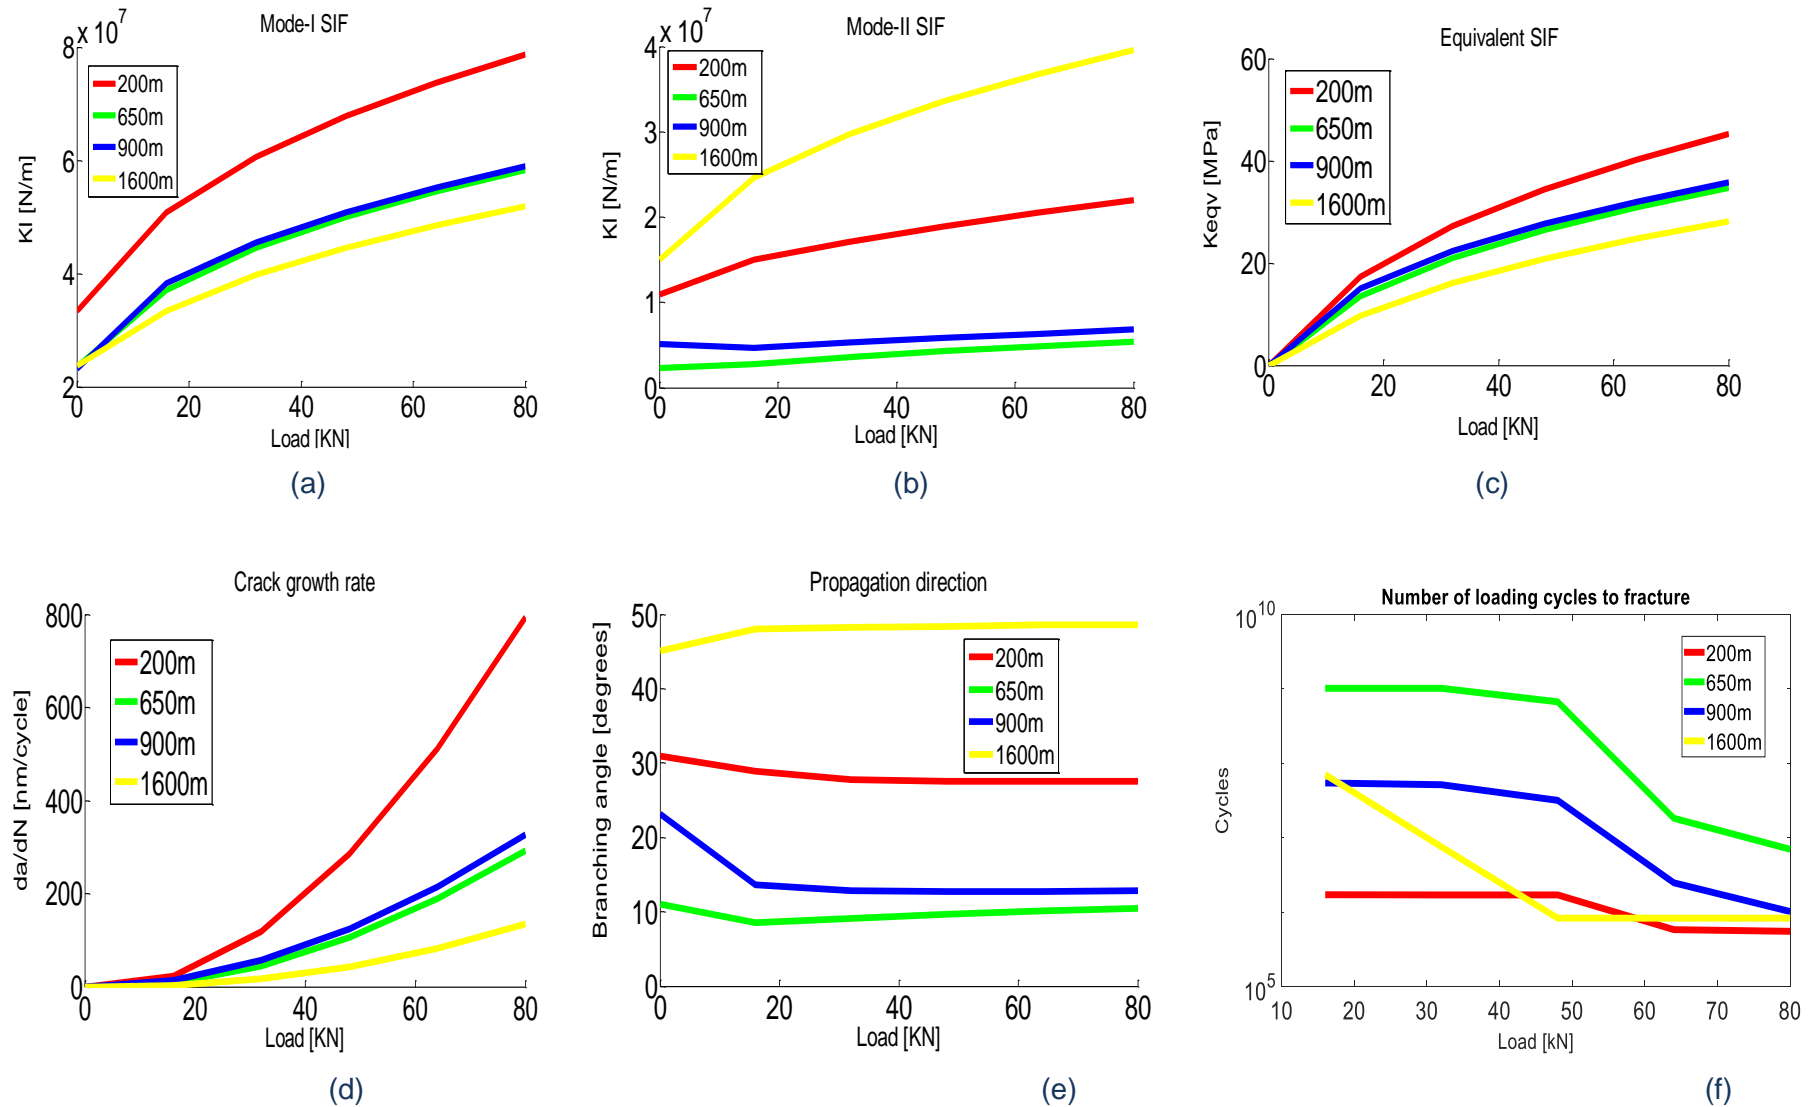 Mode-I SIF
x 10^7
8
6
4
2
KI [N/m]
200m
650m
900m
1600m
0 20 40 60 80
Load [KN]
(a)
Mode-II SIF
x 10^7
4
3
2
1
0
KI [N/m]
200m
650m
900m
1600m
0 20 40 60 80
Load [KN]
(b)
Equivalent SIF
60
40
20
0
Keqv [MPa]
200m
650m
900m
1600m
0 20 40 60 80
Load [KN]
(c)
Crack growth rate
800
600
400
200
0
da/dN [nm/cycle]
200m
650m
900m
1600m
0 20 40 60 80
Load [KN]
(d)
Propagation direction
50
40
30
20
10
0
Branching angle [degrees]
200m
650m
900m
1600m
0 20 40 60 80
Load [KN]
(e)
Number of loading cycles to fracture
10^10
10^5
Cycles
200m
650m
900m
1600m
10 20 30 40 50 60 70 80
Load [kN]
(f)